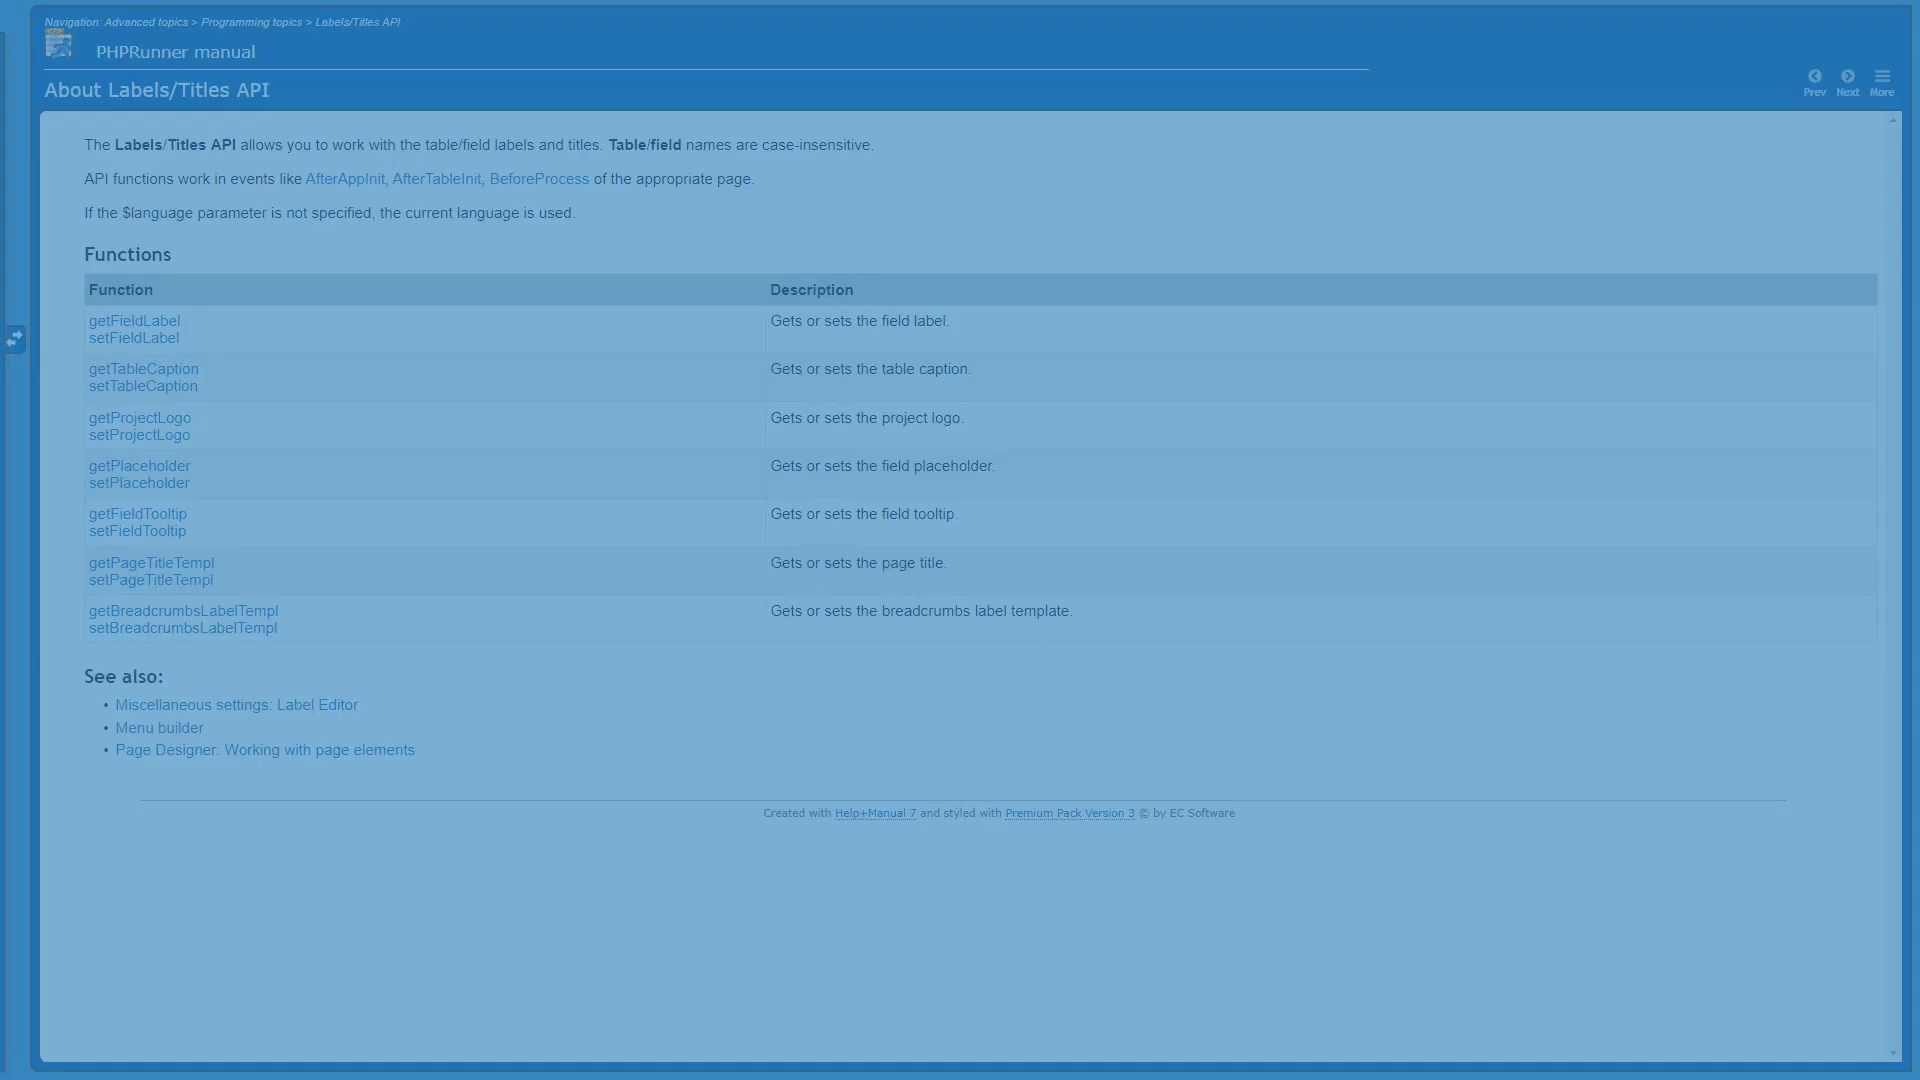 Navigation: Advanced topics > Programming topics > Labels/Titles API
PHPRunner manual
About Labels/Titles API
Prev Next More
The Labels/Titles API allows you to work with the table/field labels and titles. Table/field names are case-insensitive.
API functions work in events like AfterAppInit, AfterTableInit, BeforeProcess of the appropriate page.
If the $language parameter is not specified, the current language is used.
Functions
Function Description
getFieldLabel Gets or sets the field label.
setFieldLabel
getTableCaption Gets or sets the table caption.
setTableCaption
getProjectLogo Gets or sets the project logo.
setProjectLogo
getPlaceholder Gets or sets the field placeholder.
setPlaceholder
getFieldTooltip Gets or sets the field tooltip.
setFieldTooltip
getPageTitleTempl Gets or sets the page title.
setPageTitleTempl
getBreadcrumbsLabelTempl Gets or sets the breadcrumbs label template.
setBreadcrumbsLabelTempl
See also:
• Miscellaneous settings: Label Editor
• Menu builder
• Page Designer: Working with page elements
Created with Help+Manual 7 and styled with Premium Pack Version 3 © by EC Software